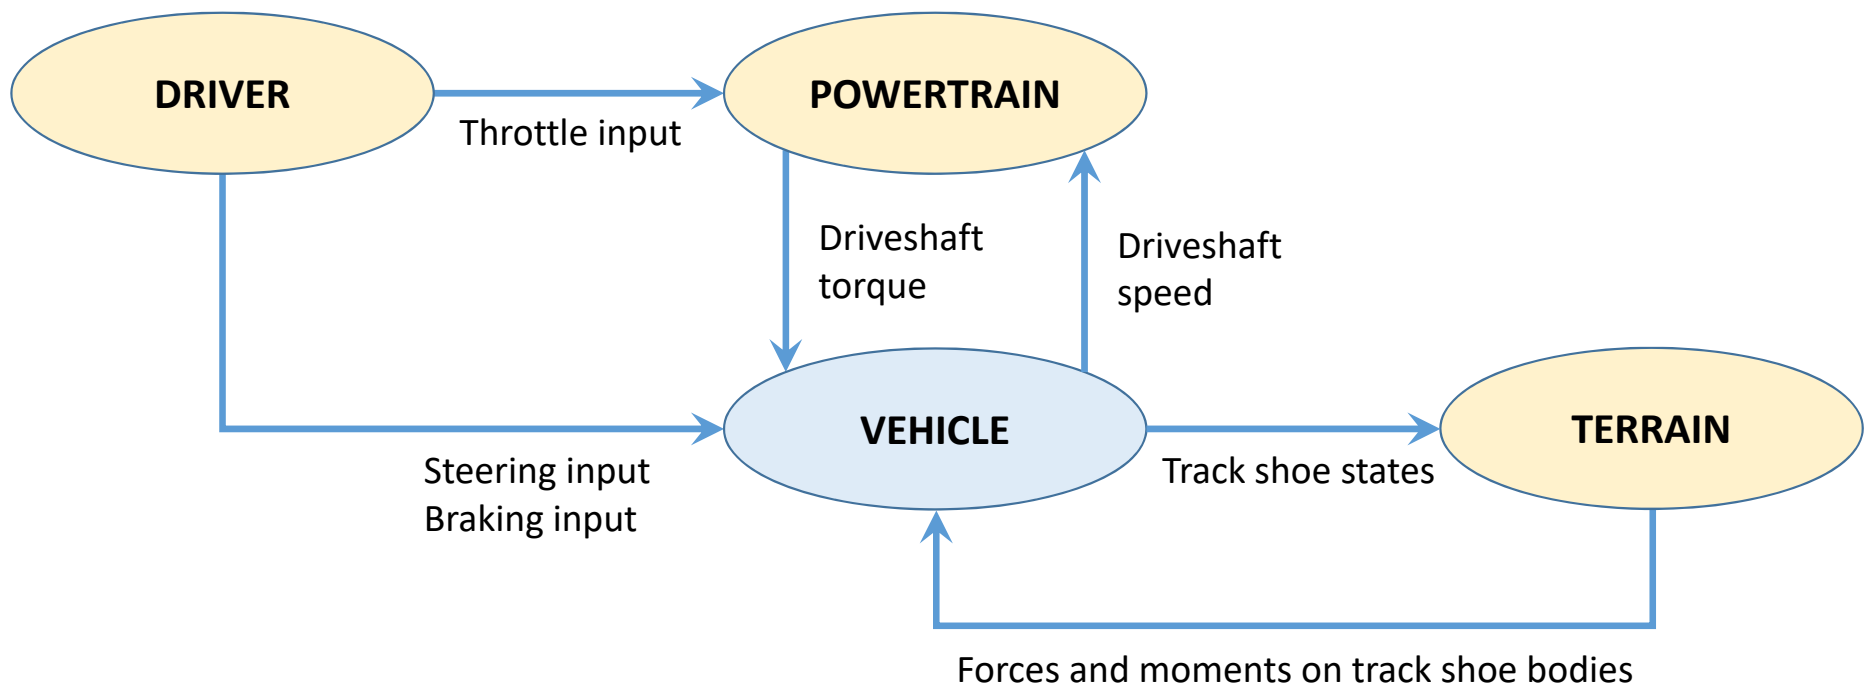 DRIVER
POWERTRAIN
Throttle input
Driveshaft
torque
Driveshaft
speed
VEHICLE
TERRAIN
Steering input
Braking input
Track shoe states
Forces and moments on track shoe bodies